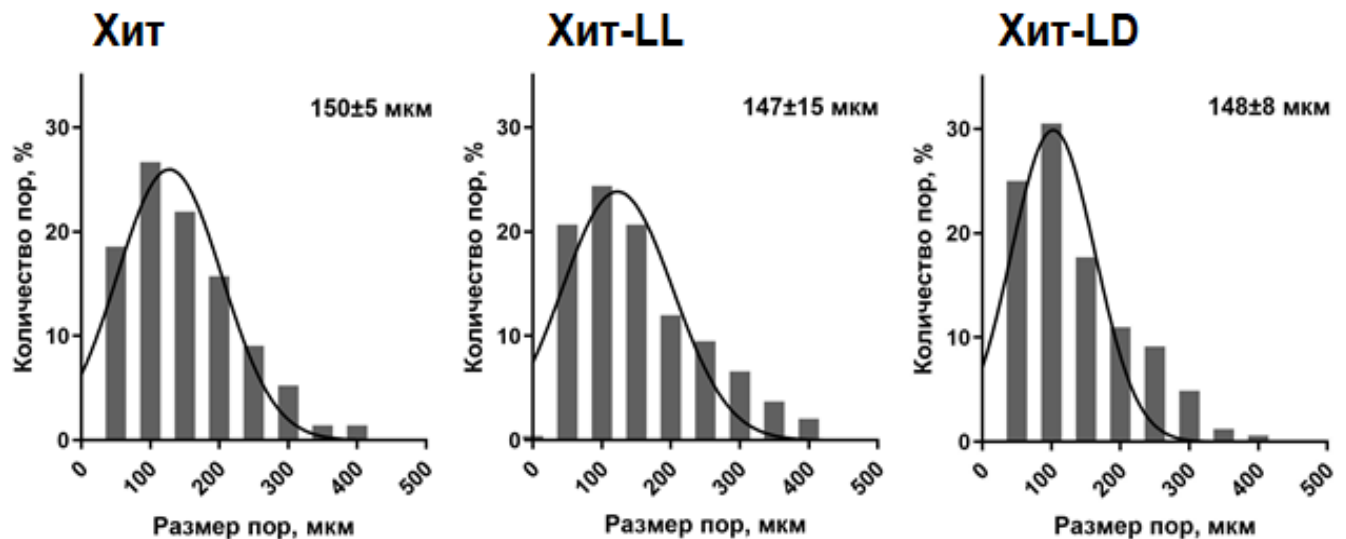 Хит
150±5 мкм
Количество пор, %
30
20
10
0
0
100
200
300
400
500
Размер пор, мкм
Хит-LL
147±15 мкм
Количество пор, %
30
20
10
0
0
100
200
300
400
500
Размер пор, мкм
Хит-LD
148±8 мкм
Количество пор, %
30
20
10
0
0
100
200
300
400
500
Размер пор, мкм